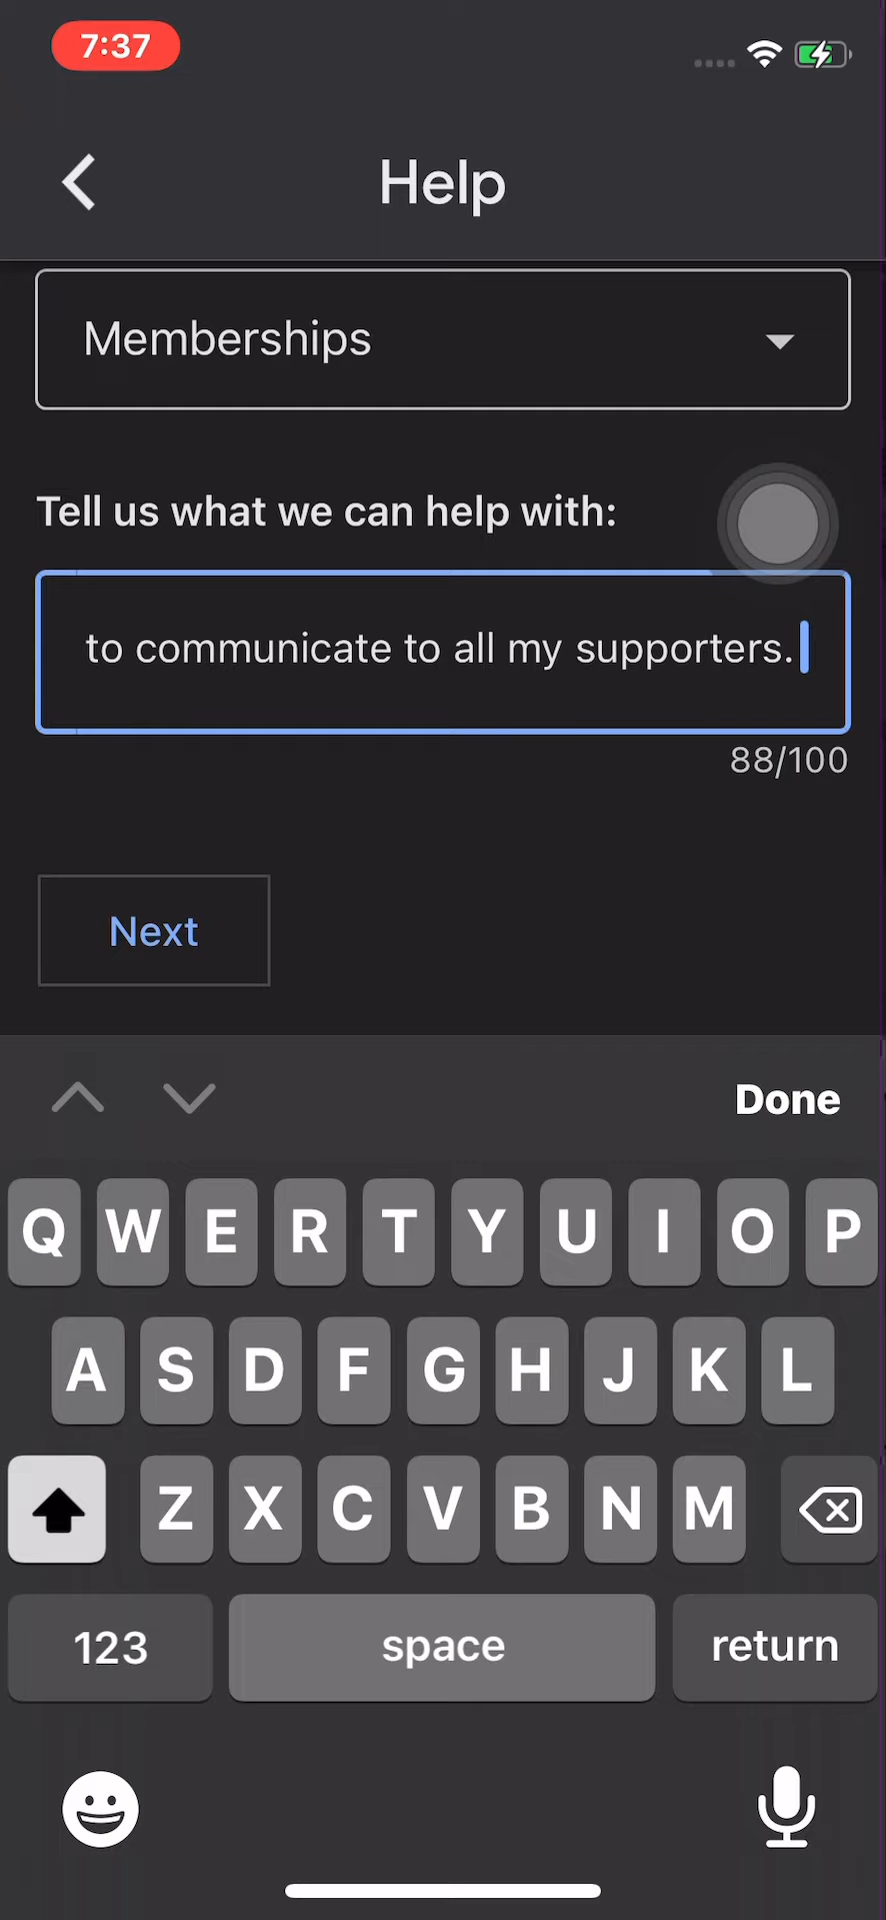 7:37
Help
Memberships
Tell us what we can help with:
to communicate to all my supporters.
88/100
Next
Done
Q W E R T Y U I O P
A S D F G H J K L
Z X C V B N M
123 space return